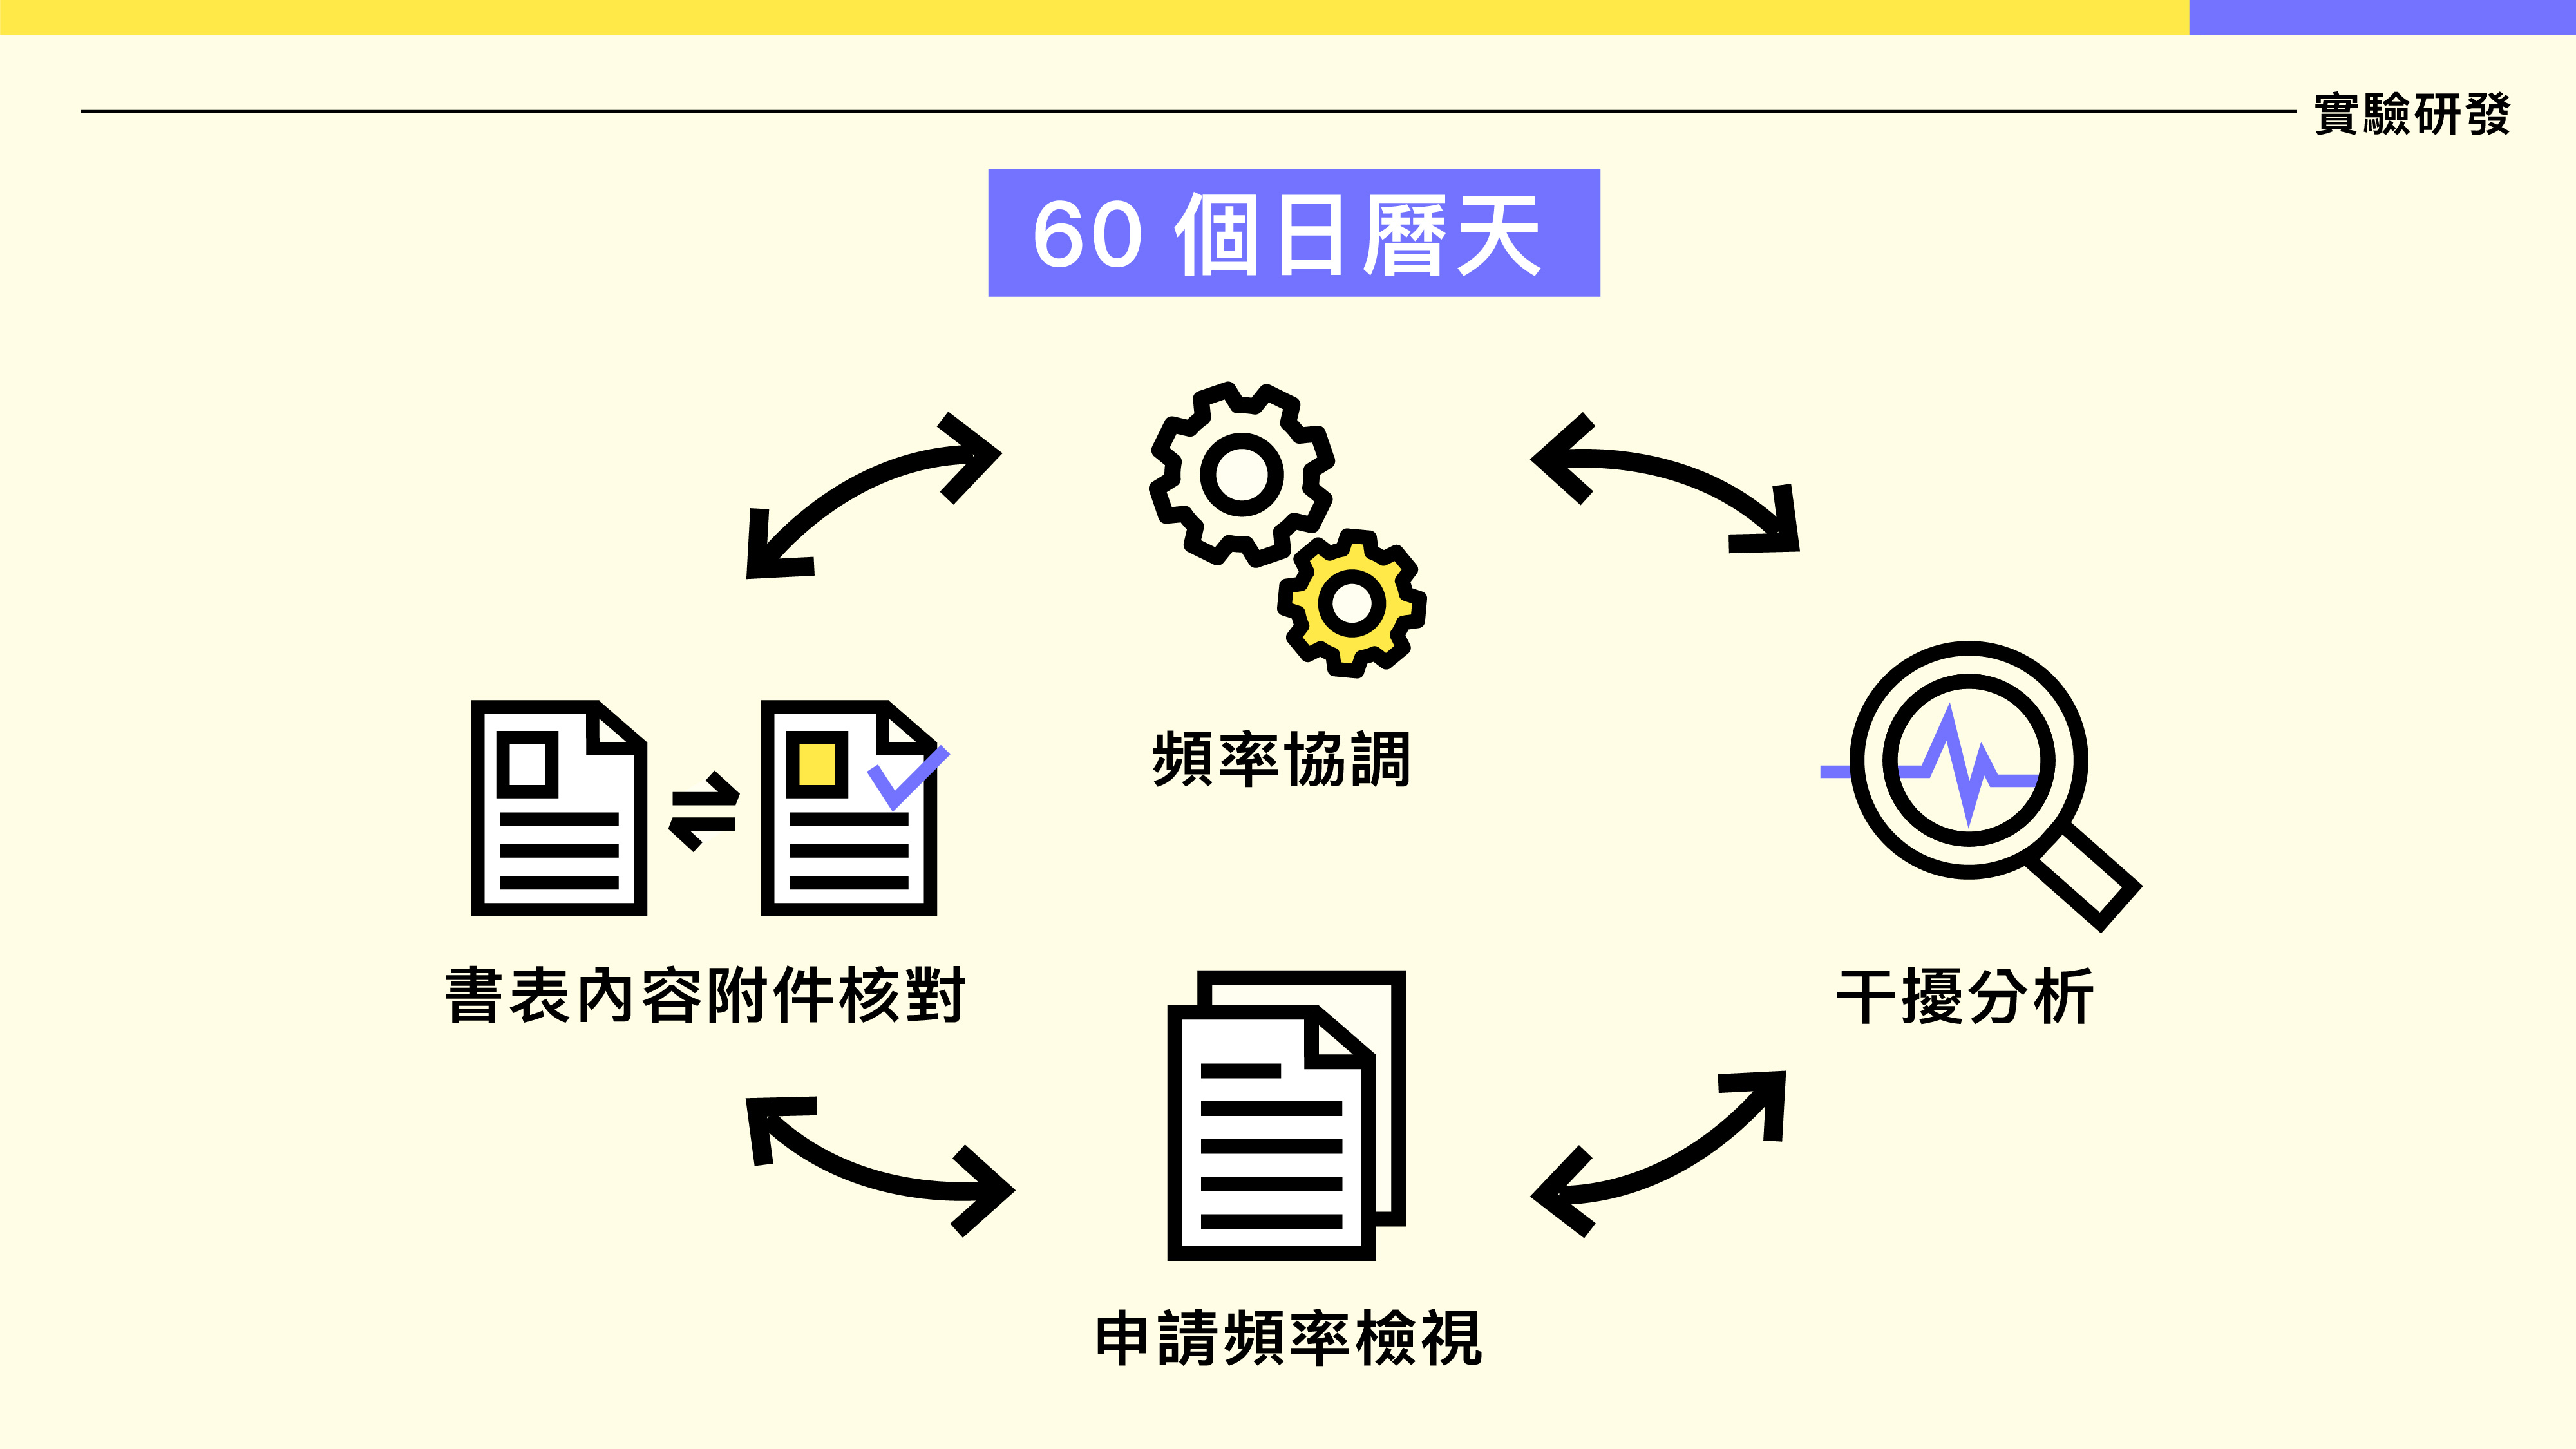 實驗研發
60 個日曆天
頻率協調
書表內容附件核對
干擾分析
申請頻率檢視